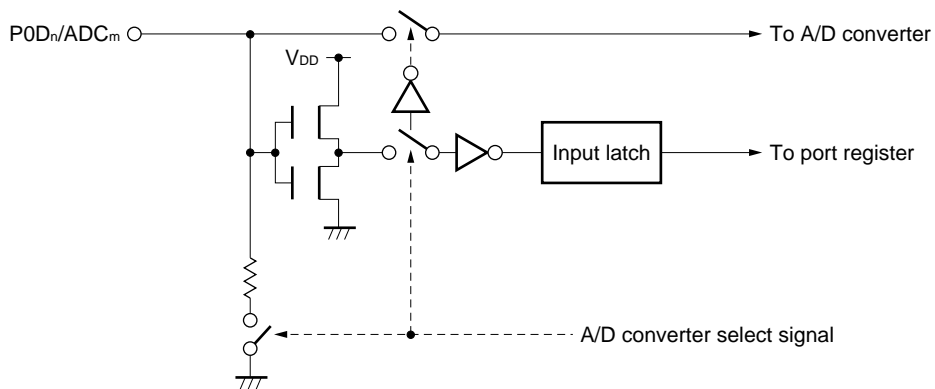 P0Dn/ADCm
To A/D converter
VDD
Input latch
To port register
A/D converter select signal